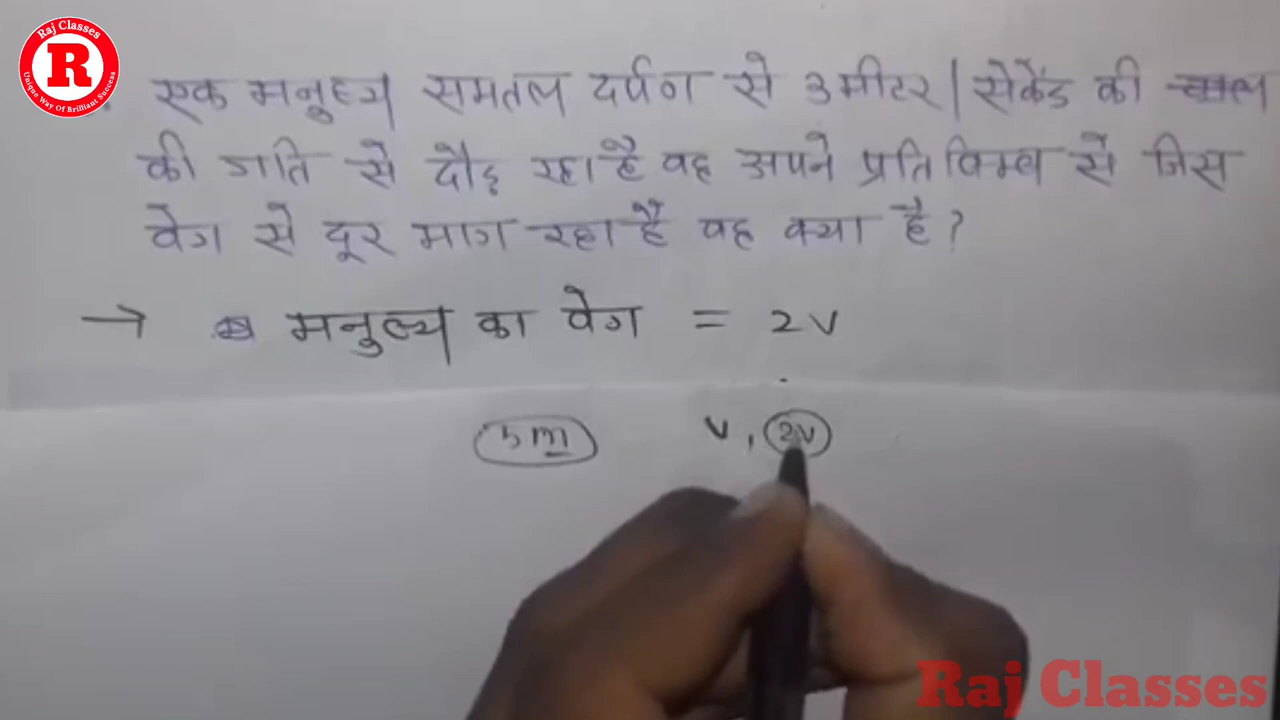 Raj Classes
R
Unique Way Of Brilliant Success
एक मनुष्य समतल दर्पण से 3मीटर/सेकेंड की चाल
की गति से दौड़ रहा है वह अपने प्रतिविम्ब से जिस
वेग से दूर भाग रहा है वह क्या है?
→ मनुष्य का वेग = 2v
5 m v, 2v
Raj Classes